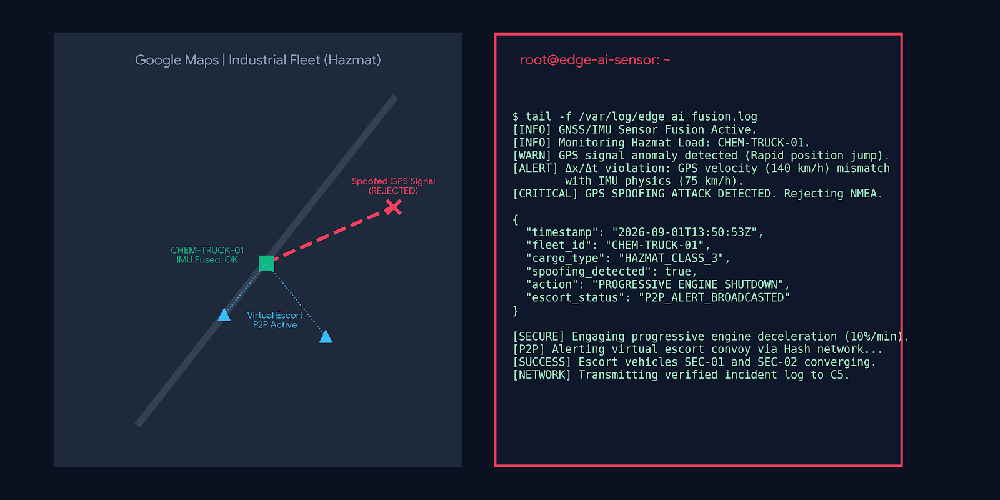 Google Maps | Industrial Fleet (Hazmat)
Spoofed GPS Signal
(REJECTED)
CHEM-TRUCK-01
IMU Fused: OK
Virtual Escort
P2P Active
root@edge-ai-sensor: ~
$ tail -f /var/log/edge_ai_fusion.log
[INFO] GNSS/IMU Sensor Fusion Active.
[INFO] Monitoring Hazmat Load: CHEM-TRUCK-01.
[WARN] GPS signal anomaly detected (Rapid position jump).
[ALERT] Δx/Δt violation: GPS velocity (140 km/h) mismatch
with IMU physics (75 km/h).
[CRITICAL] GPS SPOOFING ATTACK DETECTED. Rejecting NMEA.
{
"timestamp": "2026-09-01T13:50:53Z",
"fleet_id": "CHEM-TRUCK-01",
"cargo_type": "HAZMAT_CLASS_3",
"spoofing_detected": true,
"action": "PROGRESSIVE_ENGINE_SHUTDOWN",
"escort_status": "P2P_ALERT_BROADCASTED"
}
[SECURE] Engaging progressive engine deceleration (10%/min).
[P2P] Alerting virtual escort convoy via Hash network...
[SUCCESS] Escort vehicles SEC-01 and SEC-02 converging.
[NETWORK] Transmitting verified incident log to C5.